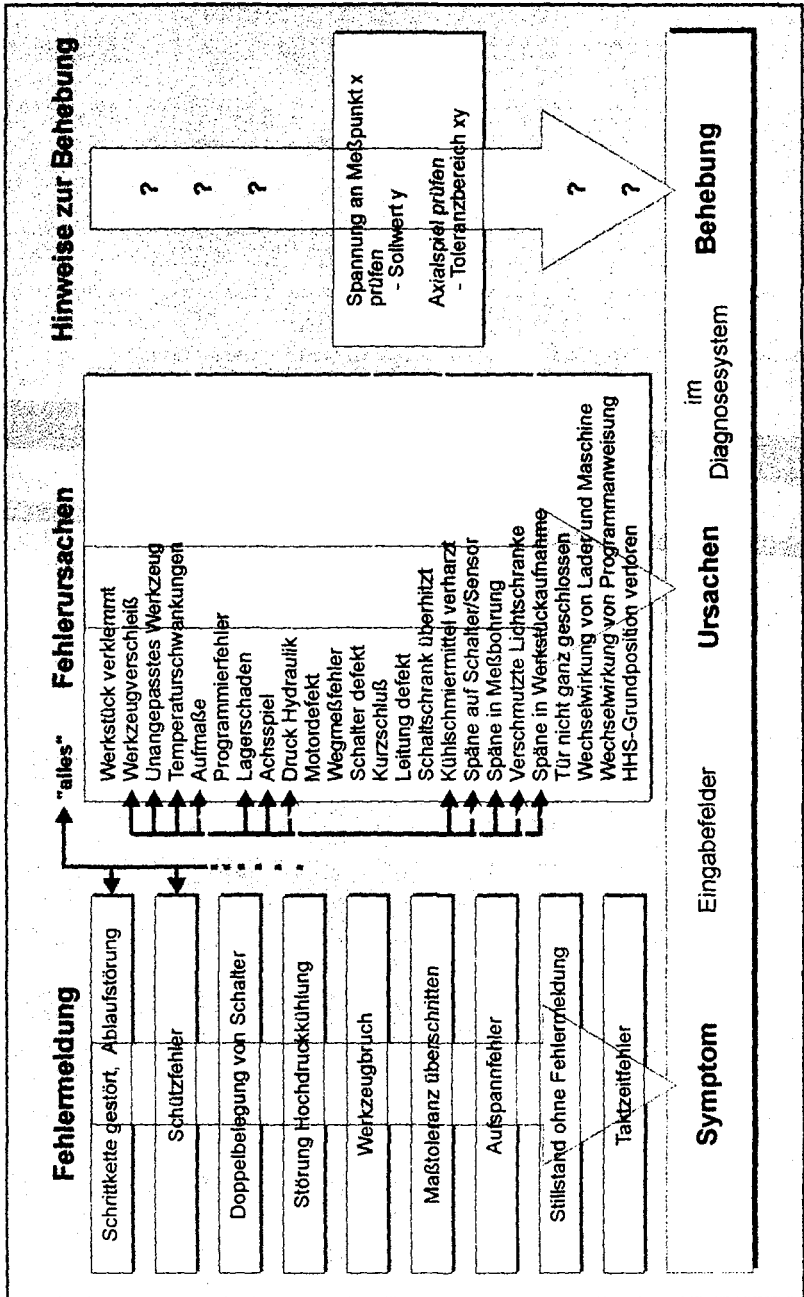 Fehlermeldung
Schrittkette gestört, Ablaufstörung
Schützfehler
Doppelbelegung von Schalter
Störung Hochdruckkühlung
Werkzeugbruch
Maßtoleranz überschritten
Aufspannfehler
Stillstand ohne Fehlermeldung
Taktzeitfehler
"alles"
Fehlerursachen
Werkstück verklemmt
Werkzeugverschleiß
Unangepasstes Werkzeug
Temperaturschwankungen
Aufmaße
Programmierfehler
Lagerschaden
Achsspiel
Druck Hydraulik
Motordefekt
Wegmeßfehler
Schalter defekt
Kurzschluß
Leitung defekt
Schaltschrank überhitzt
Kühlschmiermittel verharzt
Späne auf Schalter/Sensor
Späne in Meßbohrung
Verschmutzte Lichtschranke
Späne in Werkstückaufnahme
Tür nicht ganz geschlossen
Wechselwirkung von Lader und Maschine
Wechselwirkung von Programmanweisung
HHS-Grundposition verloren
Hinweise zur Behebung
?
?
?
Spannung an Meßpunkt x
prüfen
- Sollwert y
Axialspiel prüfen
- Toleranzbereich xy
?
?
Symptom
Eingabefelder
Ursachen
im
Diagnosesystem
Behebung